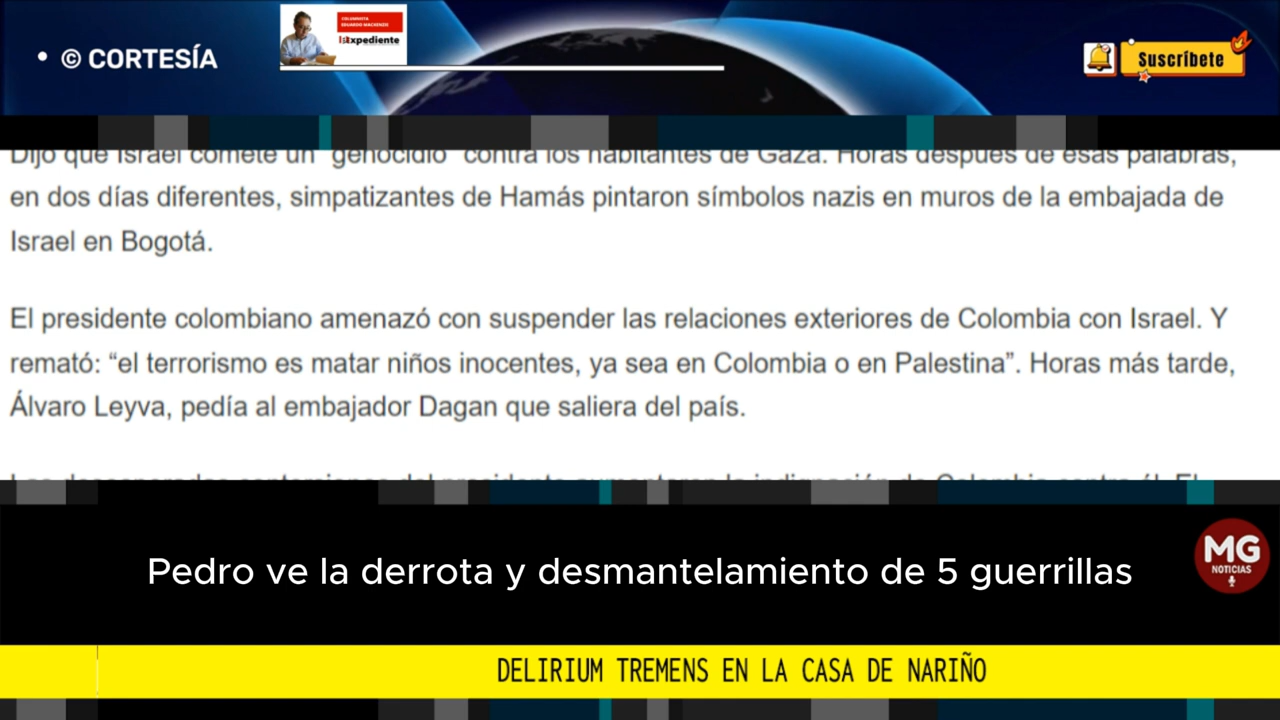 • © CORTESÍA
COLUMNISTA
EDUARDO MACKENZIE
Expediente
Suscríbete
Dijo que Israel comete un "genocidio" contra los habitantes de Gaza. Horas después de esas palabras,
en dos días diferentes, simpatizantes de Hamás pintaron símbolos nazis en muros de la embajada de
Israel en Bogotá.
El presidente colombiano amenazó con suspender las relaciones exteriores de Colombia con Israel. Y
remató: “el terrorismo es matar niños inocentes, ya sea en Colombia o en Palestina”. Horas más tarde,
Álvaro Leyva, pedía al embajador Dagan que saliera del país.
Pedro ve la derrota y desmantelamiento de 5 guerrillas
MG
NOTICIAS
DELIRIUM TREMENS EN LA CASA DE NARIÑO